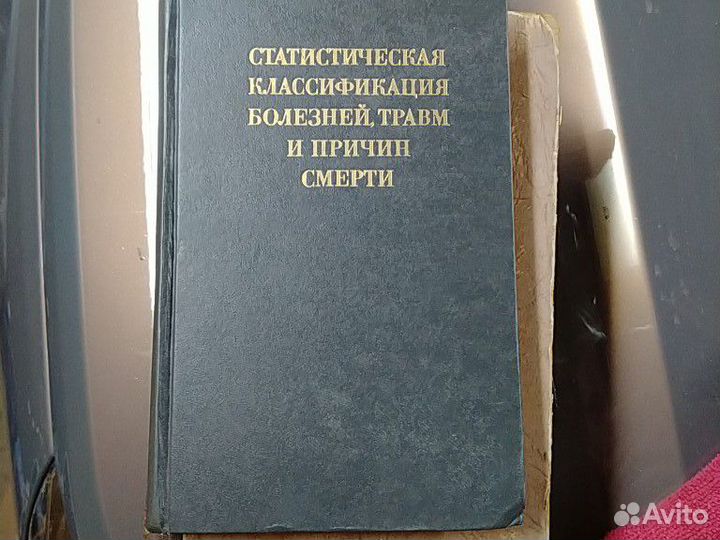 СТАТИСТИЧЕСКАЯ
КЛАССИФИКАЦИЯ
БОЛЕЗНЕЙ, ТРАВМ
И ПРИЧИН
СМЕРТИ
Avito